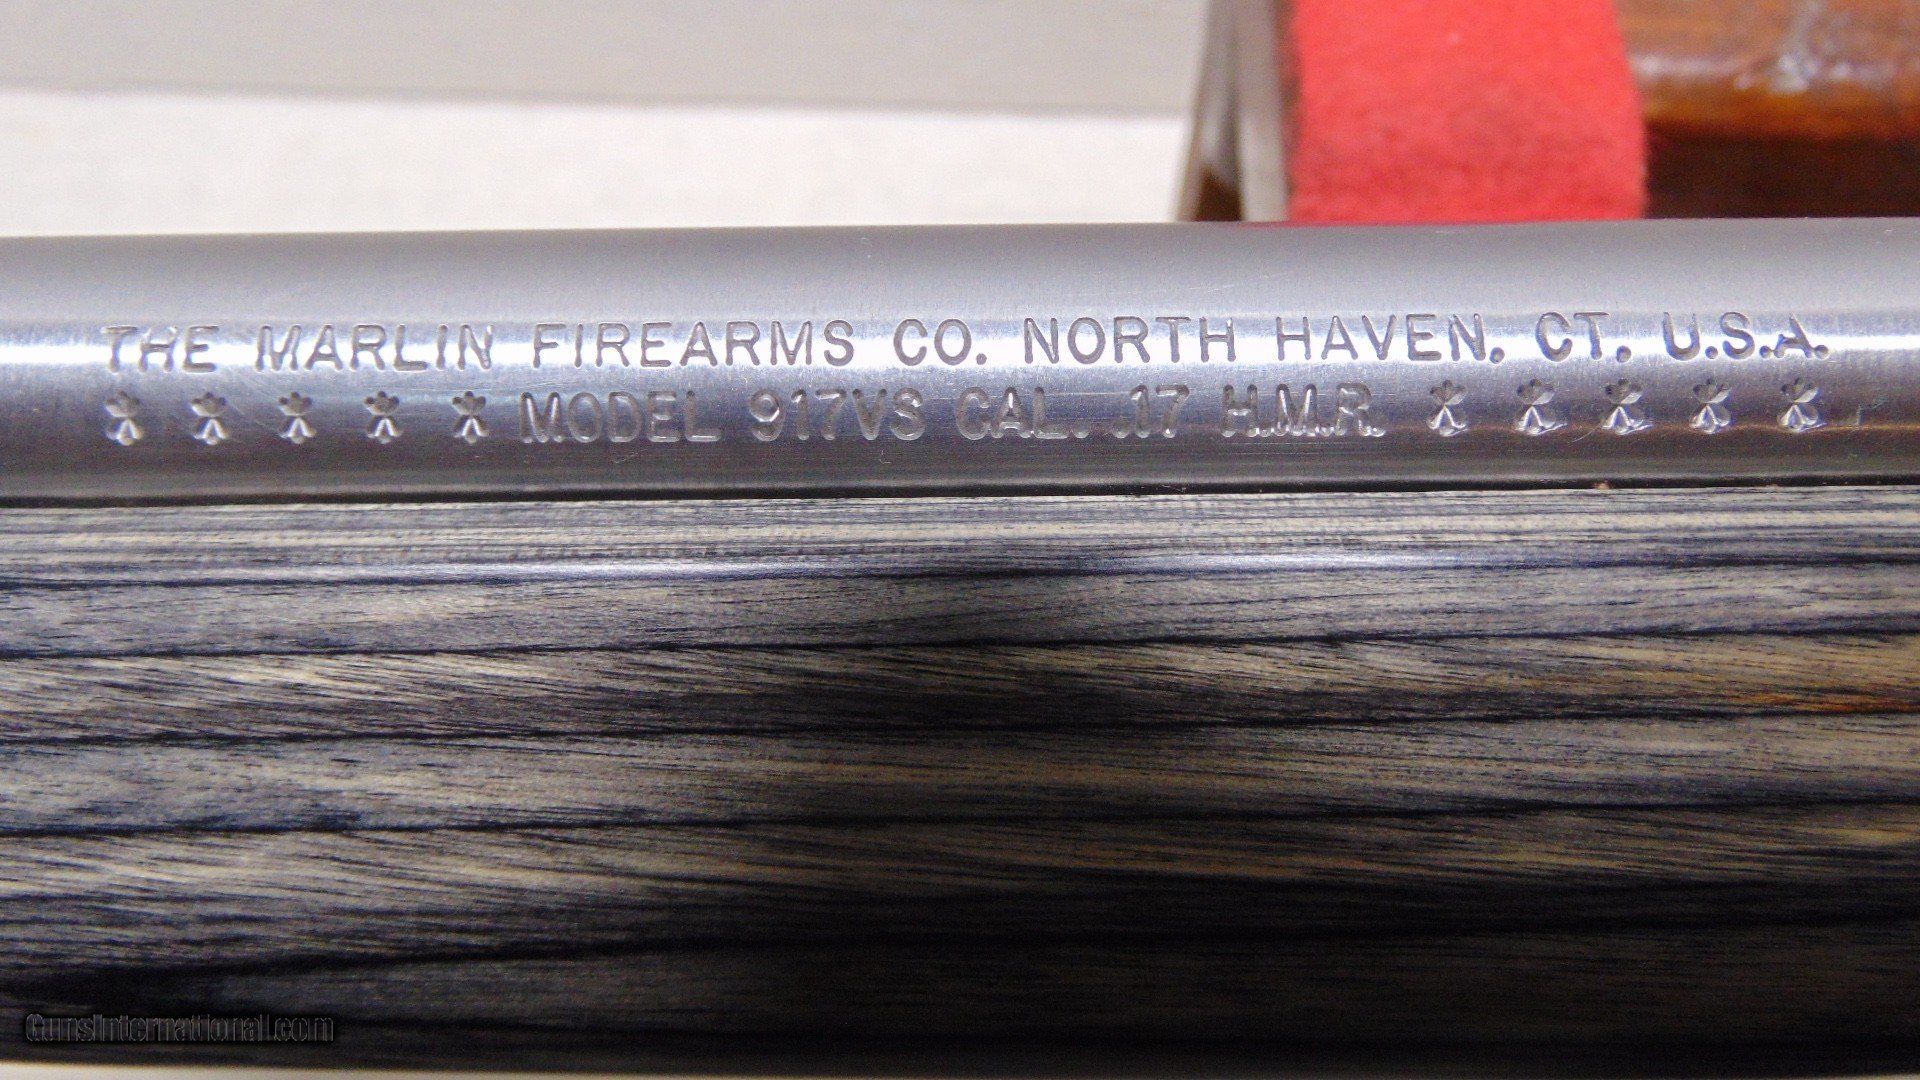 THE MARLIN FIREARMS CO. NORTH HAVEN. CT. U.S.A.
MODEL 917VS CAL. .17 H.M.R.
GunsInternational.com